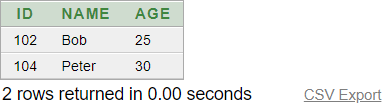 ID NAME AGE
102 Bob 25
104 Peter 30
2 rows returned in 0.00 seconds CSV Export